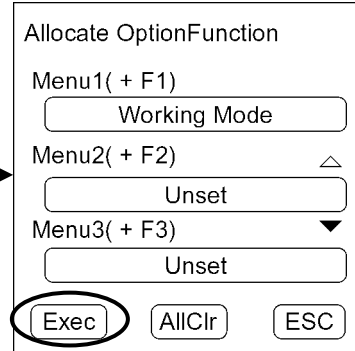 Allocate OptionFunction
Menu1( + F1)
Working Mode
Menu2( + F2)
Unset
Menu3( + F3)
Unset
Exec AllClr ESC